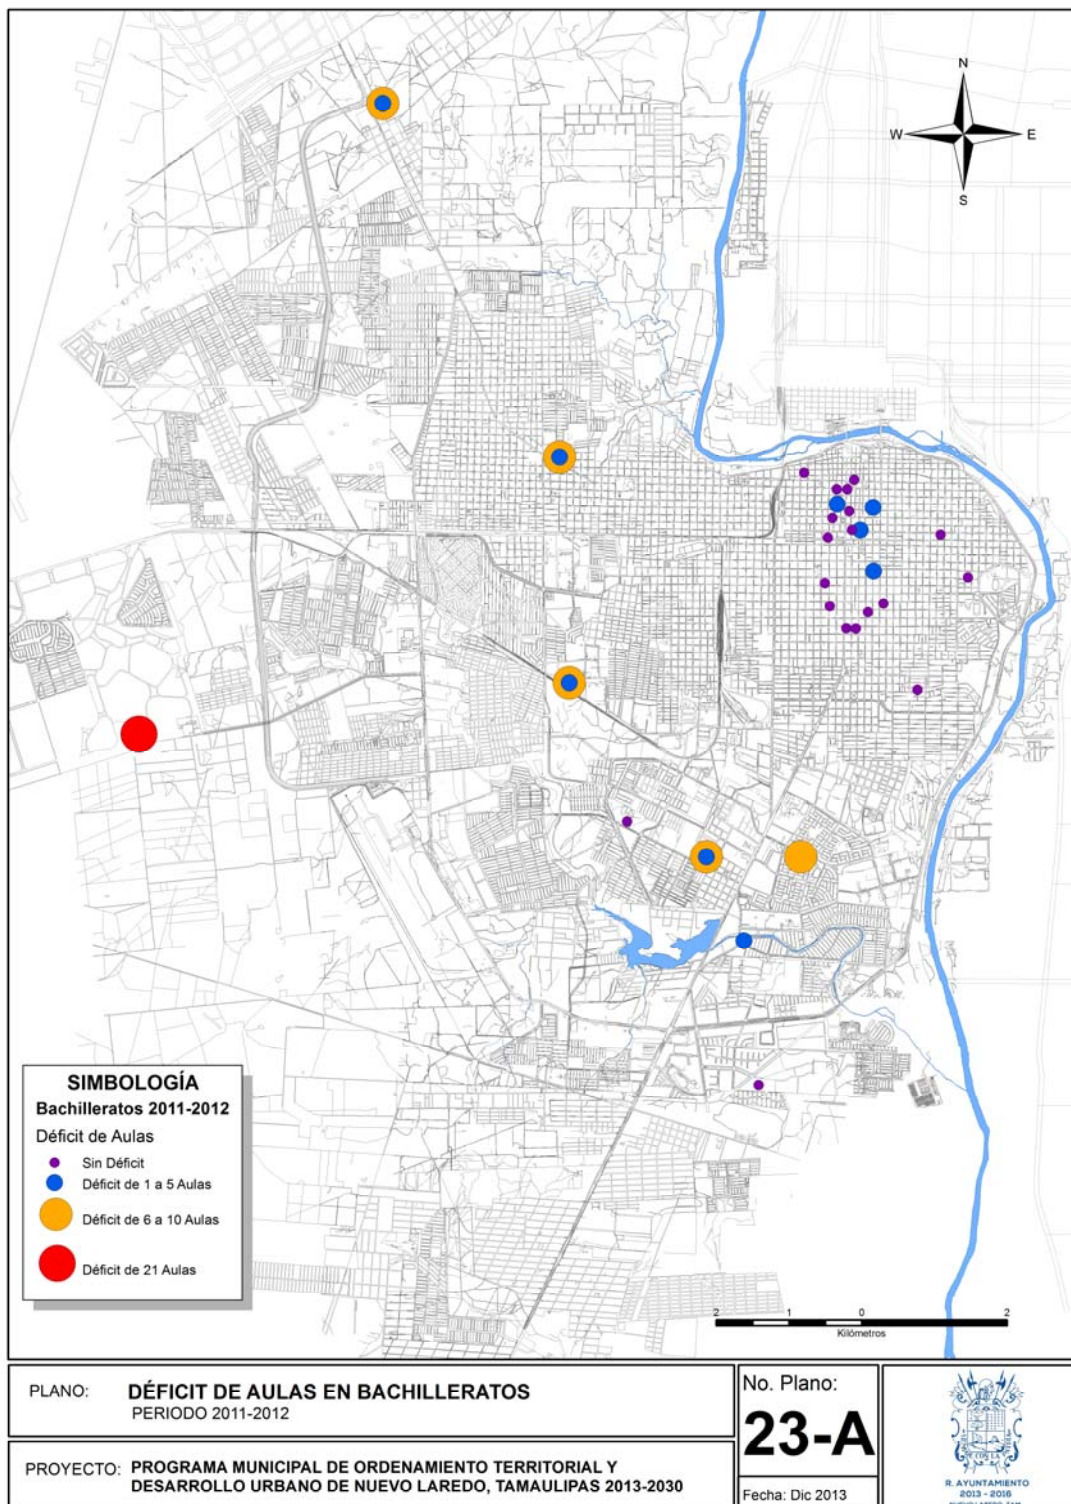 N
W E
S
SIMBOLOGÍA
Bachilleratos 2011-2012
Déficit de Aulas
Sin Déficit
Déficit de 1 a 5 Aulas
Déficit de 6 a 10 Aulas
Déficit de 21 Aulas
2 1 0 2
Kilómetros
PLANO: DÉFICIT DE AULAS EN BACHILLERATOS
PERIODO 2011-2012
PROYECTO: PROGRAMA MUNICIPAL DE ORDENAMIENTO TERRITORIAL Y
DESARROLLO URBANO DE NUEVO LAREDO, TAMAULIPAS 2013-2030
No. Plano:
23-A
Fecha: Dic 2013
R. AYUNTAMIENTO
2013 - 2016